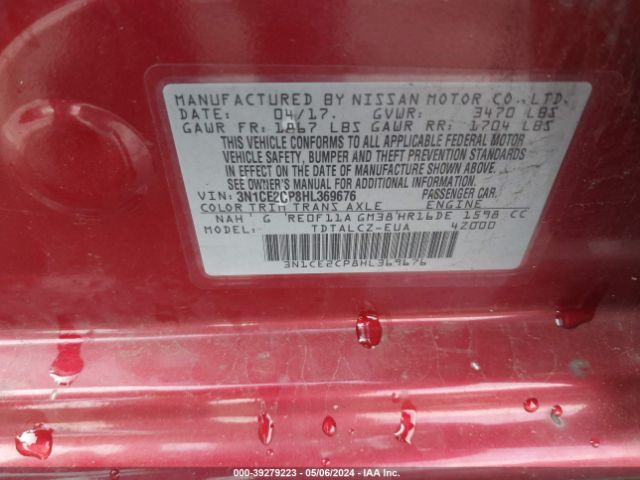 MANUFACTURED BY NISSAN MOTOR CO.,LTD.
DATE: 04/17. GVWR: 3470 LBS
GAWR FR: 1867 LBS GAWR RR: 1704 LBS
THIS VEHICLE CONFORMS TO ALL APPLICABLE FEDERAL MOTOR
VEHICLE SAFETY, BUMPER AND THEFT PREVENTION STANDARDS
IN EFFECT ON THE DATE OF MANUFACTURE SHOWN ABOVE.
SEE OWNER'S MANUAL FOR ADDITIONAL INFORMATION
VIN: 3N1CE2CP8HL369676 PASSENGER CAR.
COLOR TRIM TRANS AXLE ENGINE
NAH G RE0F11A GM38 HR16DE 1598 CC
MODEL: TDTALCZ-EUA 42000
3N1CE2CP8HL369676
000-39279223 - 05/06/2024 - IAA Inc.